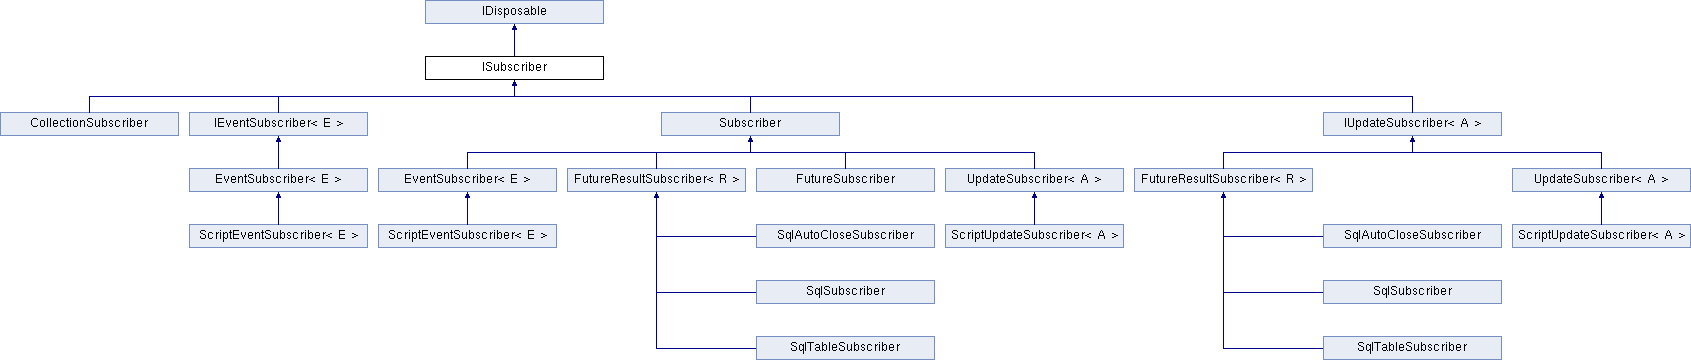 IDisposable
ISubscriber
CollectionSubscriber
IEventSubscriber< E >
Subscriber
IUpdateSubscriber< A >
EventSubscriber< E >
EventSubscriber< E >
FutureResultSubscriber< R >
FutureSubscriber
UpdateSubscriber< A >
FutureResultSubscriber< R >
UpdateSubscriber< A >
ScriptEventSubscriber< E >
ScriptEventSubscriber< E >
SqlAutoCloseSubscriber
ScriptUpdateSubscriber< A >
SqlAutoCloseSubscriber
ScriptUpdateSubscriber< A >
SqlSubscriber
SqlSubscriber
SqlTableSubscriber
SqlTableSubscriber